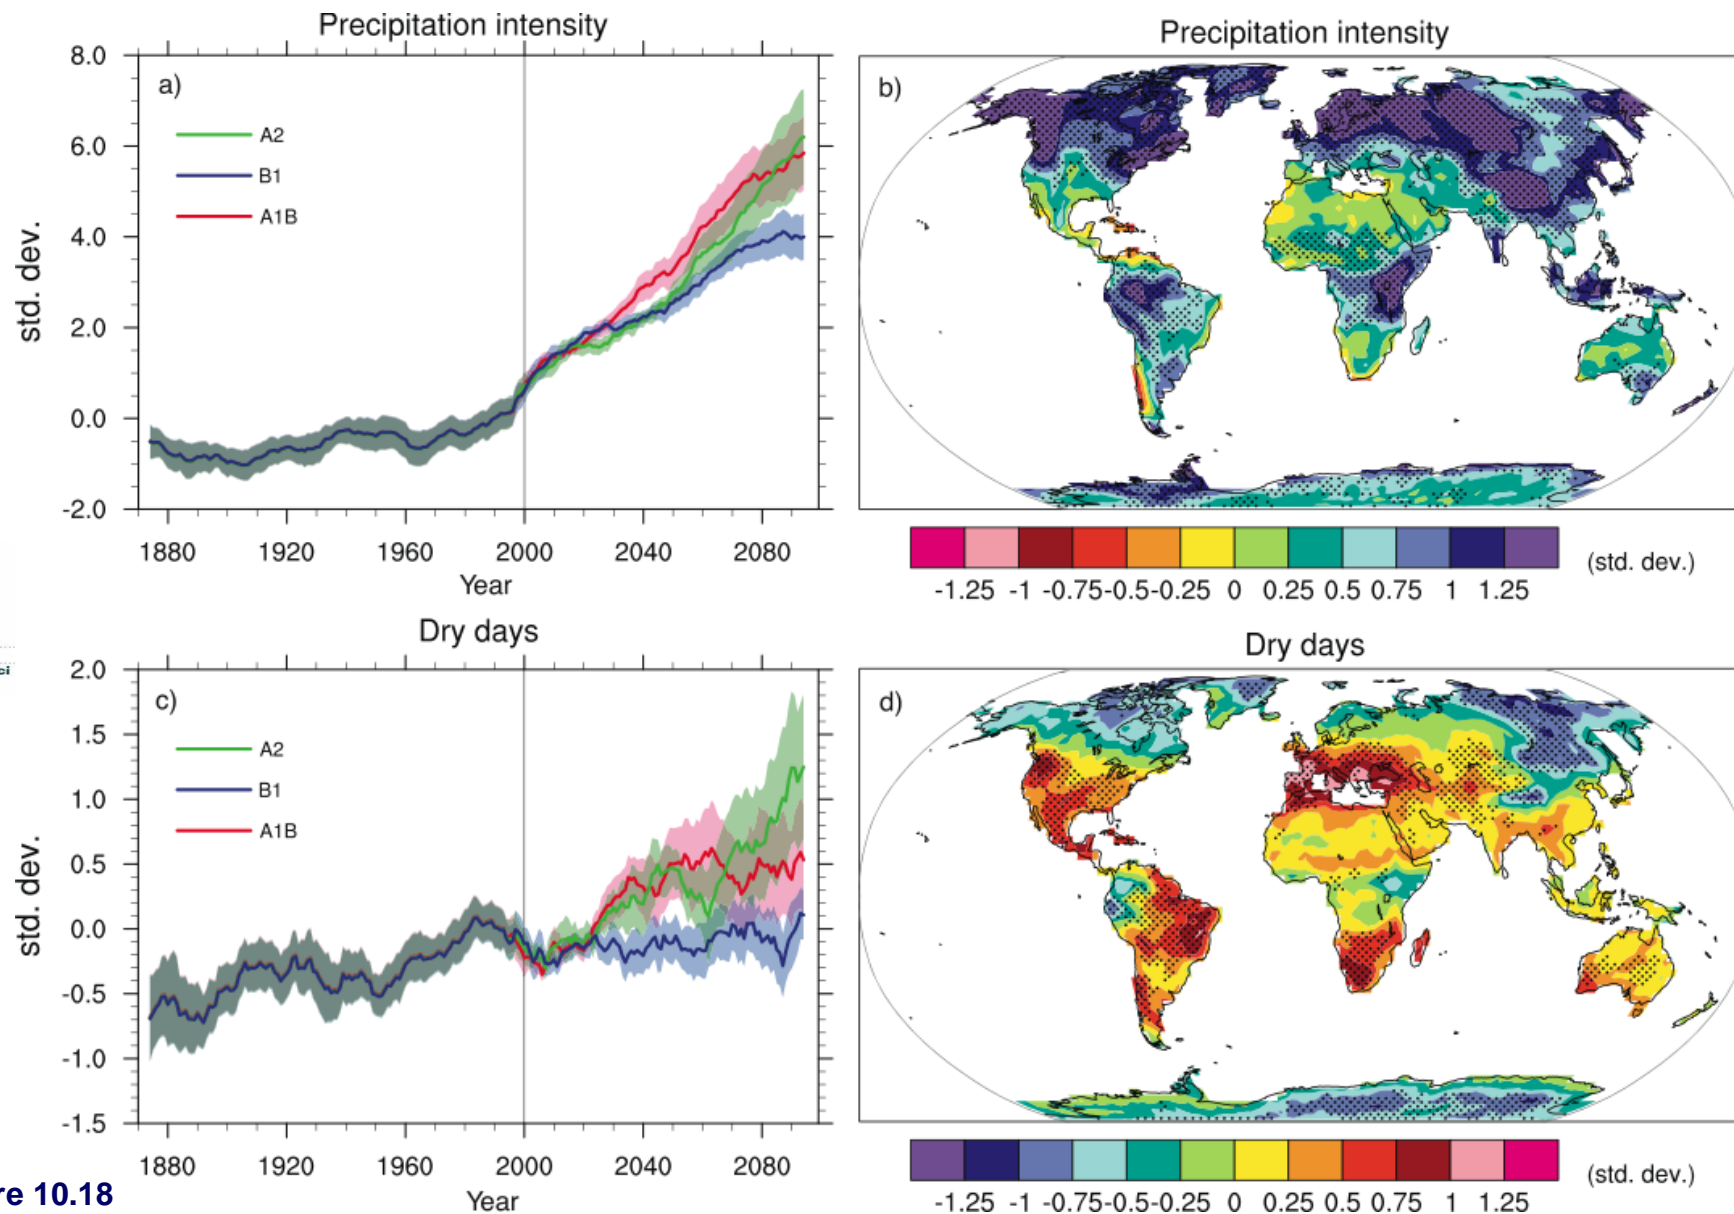 Precipitation intensity
a)
A2
B1
A1B
8.0
6.0
4.0
2.0
0.0
-2.0
std. dev.
1880 1920 1960 2000 2040 2080
Year
Precipitation intensity
b)
-1.25 -1 -0.75 -0.5 -0.25 0 0.25 0.5 0.75 1 1.25
(std. dev.)
Dry days
c)
A2
B1
A1B
2.0
1.5
1.0
0.5
0.0
-0.5
-1.0
-1.5
std. dev.
1880 1920 1960 2000 2040 2080
Year
Dry days
d)
-1.25 -1 -0.75 -0.5 -0.25 0 0.25 0.5 0.75 1 1.25
(std. dev.)
ci
re 10.18